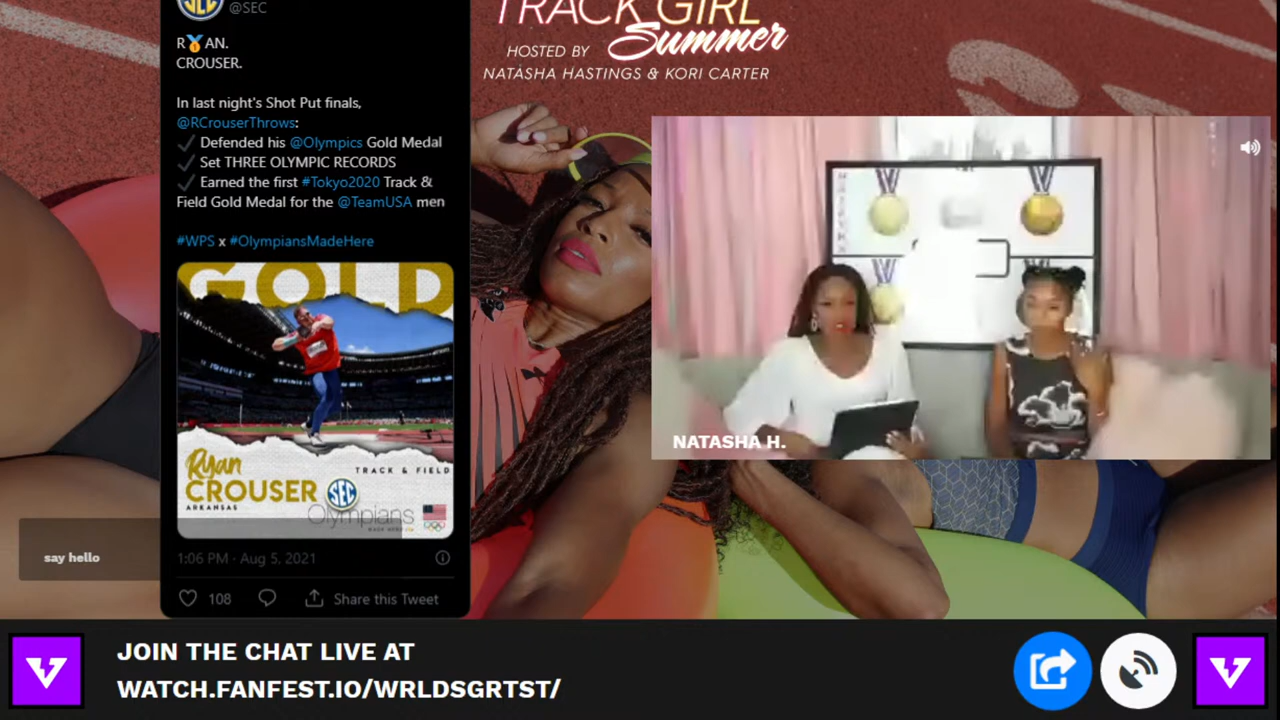 SEC
@SEC
R🥇AN.
CROUSER.
In last night's Shot Put finals,
@RCrouserThrows:
✓ Defended his @Olympics Gold Medal
✓ Set THREE OLYMPIC RECORDS
✓ Earned the first #Tokyo2020 Track &
Field Gold Medal for the @TeamUSA men
#WPS x #OlympiansMadeHere
GOLD
Ryan
CROUSER
ARKANSAS
TRACK & FIELD
SEC
Olympians
MADE HERE
1:06 PM · Aug 5, 2021
108
Share this Tweet
say hello
TRACK GIRL
Summer
HOSTED BY
NATASHA HASTINGS & KORI CARTER
NATASHA H.
JOIN THE CHAT LIVE AT
WATCH.FANFEST.IO/WRLDSGRTST/